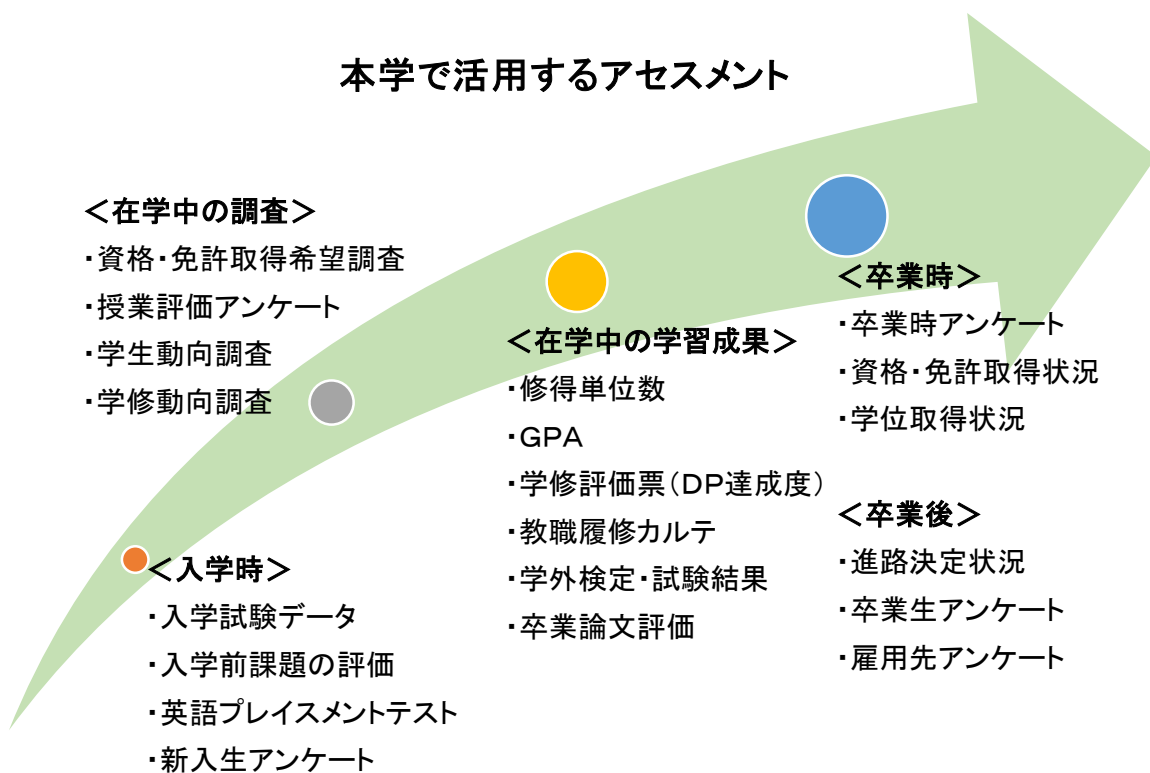 本学で活用するアセスメント
＜在学中の調査＞
・資格・免許取得希望調査
・授業評価アンケート
・学生動向調査
・学修動向調査
＜入学時＞
・入学試験データ
・入学前課題の評価
・英語プレイスメントテスト
・新入生アンケート
＜在学中の学習成果＞
・修得単位数
・GPA
・学修評価票（DP達成度）
・教職履修カルテ
・学外検定・試験結果
・卒業論文評価
＜卒業時＞
・卒業時アンケート
・資格・免許取得状況
・学位取得状況
＜卒業後＞
・進路決定状況
・卒業生アンケート
・雇用先アンケート